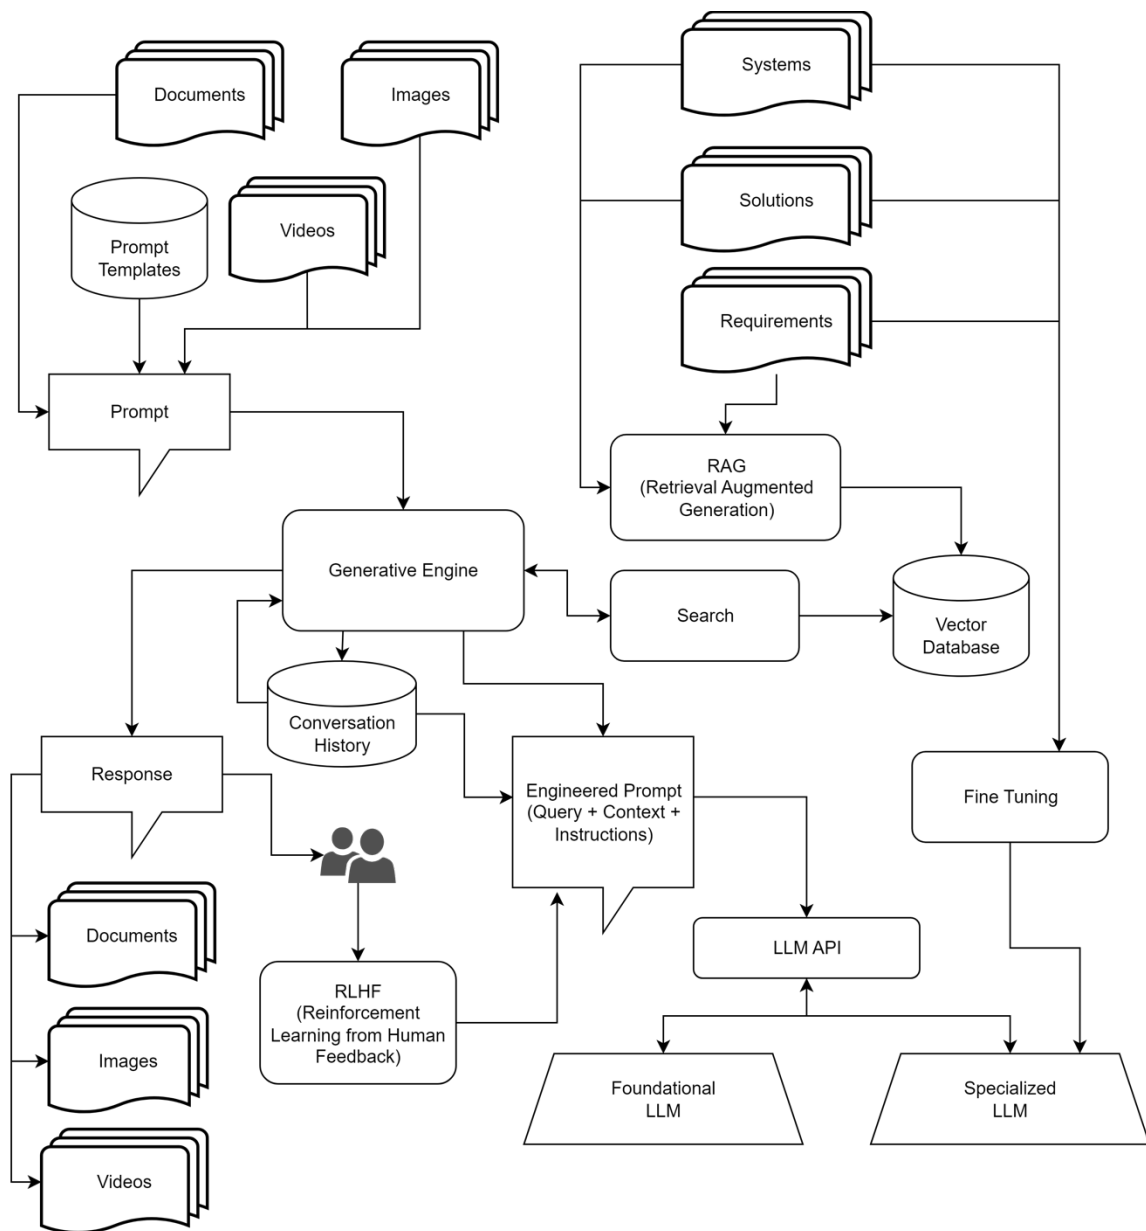 Documents
Images
Systems
Prompt
Templates
Videos
Solutions
Requirements
Prompt
RAG
(Retrieval Augmented
Generation)
Generative Engine
Search
Vector
Database
Conversation
History
Response
Engineered Prompt
(Query + Context +
Instructions)
Fine Tuning
Documents
LLM API
RLHF
(Reinforcement
Learning from Human
Feedback)
Images
Foundational
LLM
Specialized
LLM
Videos